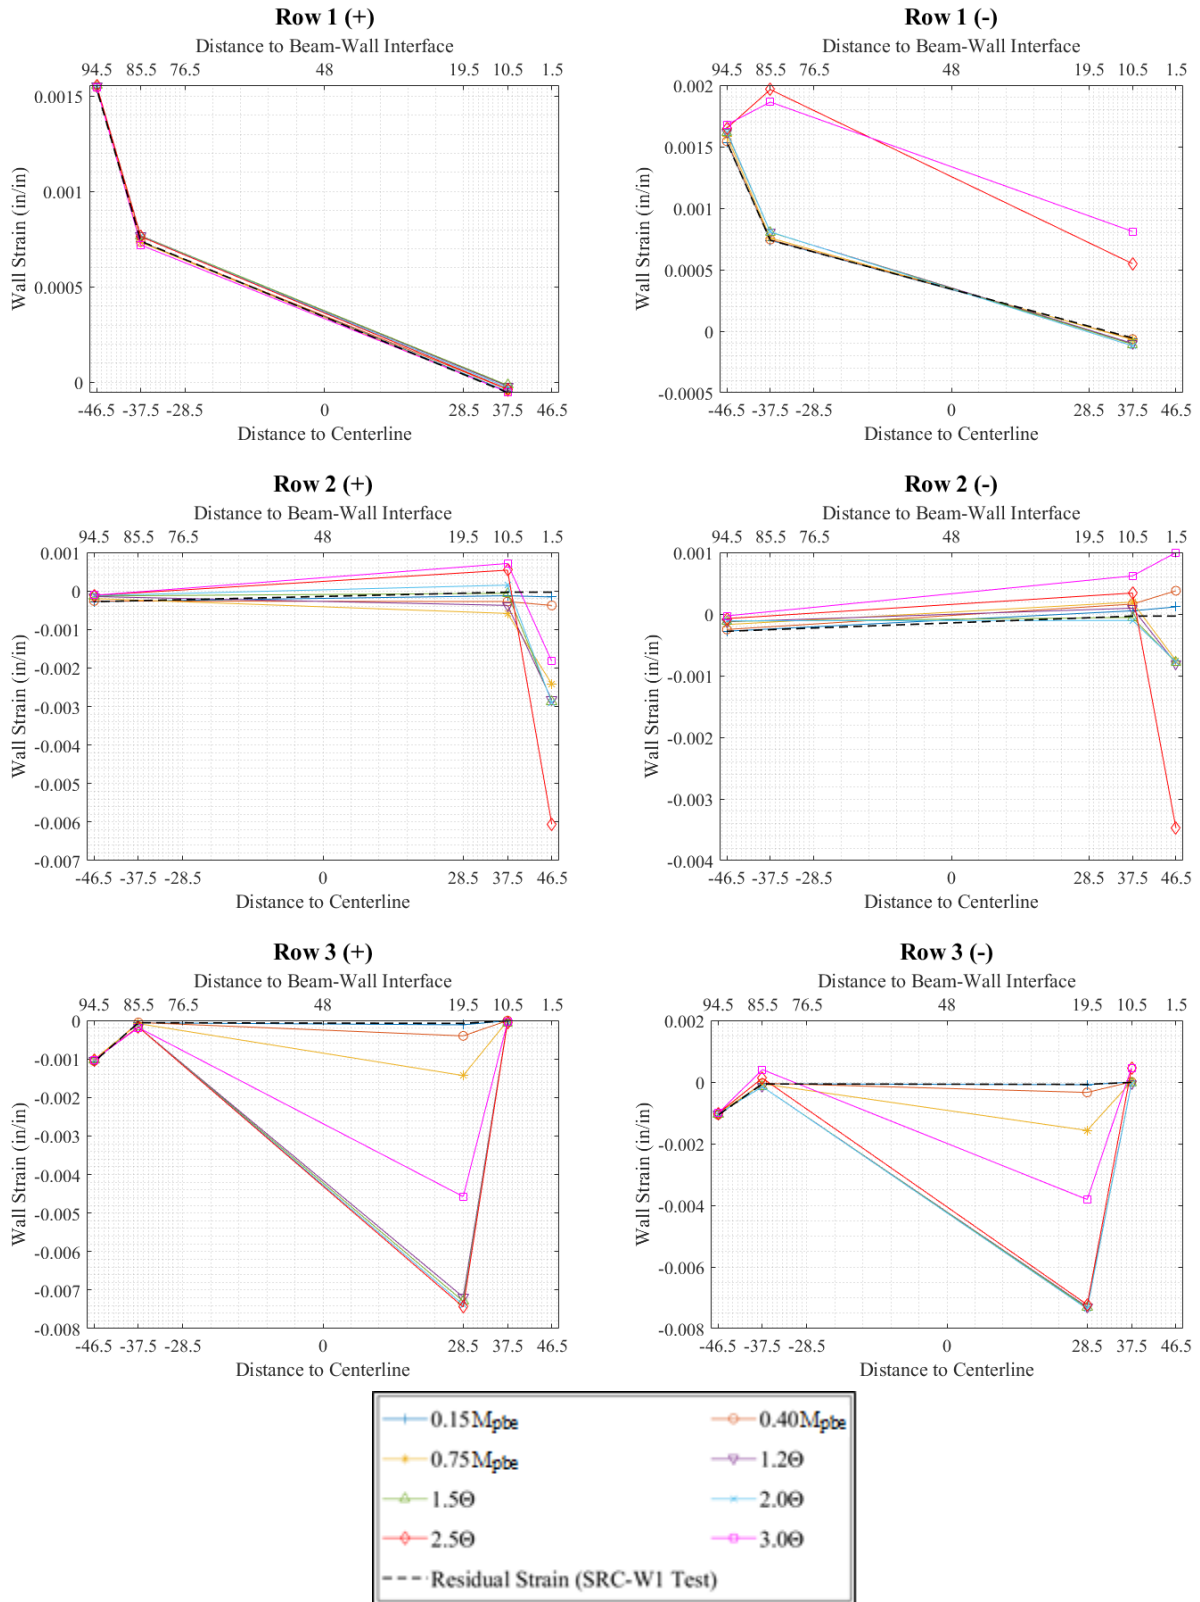 Row 1 (+)
Distance to Beam-Wall Interface
94.5 85.5 76.5 48 19.5 10.5 1.5
Wall Strain (in/in)
0.0015
0.001
0.0005
0
-46.5 -37.5 -28.5 0 28.5 37.5 46.5
Distance to Centerline
Row 1 (-)
Distance to Beam-Wall Interface
94.5 85.5 76.5 48 19.5 10.5 1.5
Wall Strain (in/in)
0.002
0.0015
0.001
0.0005
0
-0.0005
-46.5 -37.5 -28.5 0 28.5 37.5 46.5
Distance to Centerline
Row 2 (+)
Distance to Beam-Wall Interface
94.5 85.5 76.5 48 19.5 10.5 1.5
Wall Strain (in/in)
0.001
0
-0.001
-0.002
-0.003
-0.004
-0.005
-0.006
-0.007
-46.5 -37.5 -28.5 0 28.5 37.5 46.5
Distance to Centerline
Row 2 (-)
Distance to Beam-Wall Interface
94.5 85.5 76.5 48 19.5 10.5 1.5
Wall Strain (in/in)
0.001
0
-0.001
-0.002
-0.003
-0.004
-46.5 -37.5 -28.5 0 28.5 37.5 46.5
Distance to Centerline
Row 3 (+)
Distance to Beam-Wall Interface
94.5 85.5 76.5 48 19.5 10.5 1.5
Wall Strain (in/in)
0
-0.001
-0.002
-0.003
-0.004
-0.005
-0.006
-0.007
-0.008
-46.5 -37.5 -28.5 0 28.5 37.5 46.5
Distance to Centerline
Row 3 (-)
Distance to Beam-Wall Interface
94.5 85.5 76.5 48 19.5 10.5 1.5
Wall Strain (in/in)
0.002
0
-0.002
-0.004
-0.006
-0.008
-46.5 -37.5 -28.5 0 28.5 37.5 46.5
Distance to Centerline
0.15Mpbe 0.40Mpbe
0.75Mpbe 1.2Θ
1.5Θ 2.0Θ
2.5Θ 3.0Θ
Residual Strain (SRC-W1 Test)